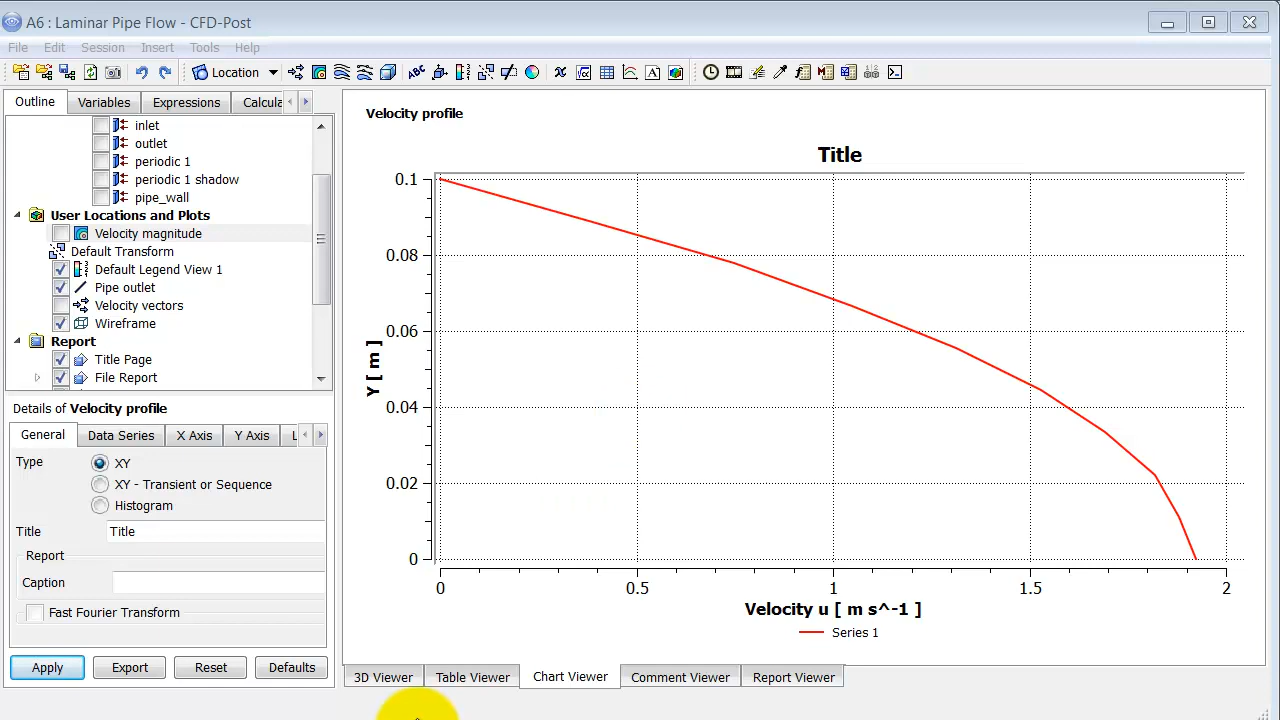 A6 : Laminar Pipe Flow - CFD-Post
File Edit Session Insert Tools Help
Location
Outline Variables Expressions Calcula
inlet
outlet
periodic 1
periodic 1 shadow
pipe_wall
User Locations and Plots
Velocity magnitude
Default Transform
Default Legend View 1
Pipe outlet
Velocity vectors
Wireframe
Report
Title Page
File Report
Details of Velocity profile
General Data Series X Axis Y Axis L
Type XY
XY - Transient or Sequence
Histogram
Title Title
Report
Caption
Fast Fourier Transform
Apply Export Reset Defaults
Velocity profile
Title
0.1
0.08
0.06
0.04
0.02
0
Y [ m ]
0 0.5 1 1.5 2
Velocity u [ m s^-1 ]
Series 1
3D Viewer Table Viewer Chart Viewer Comment Viewer Report Viewer